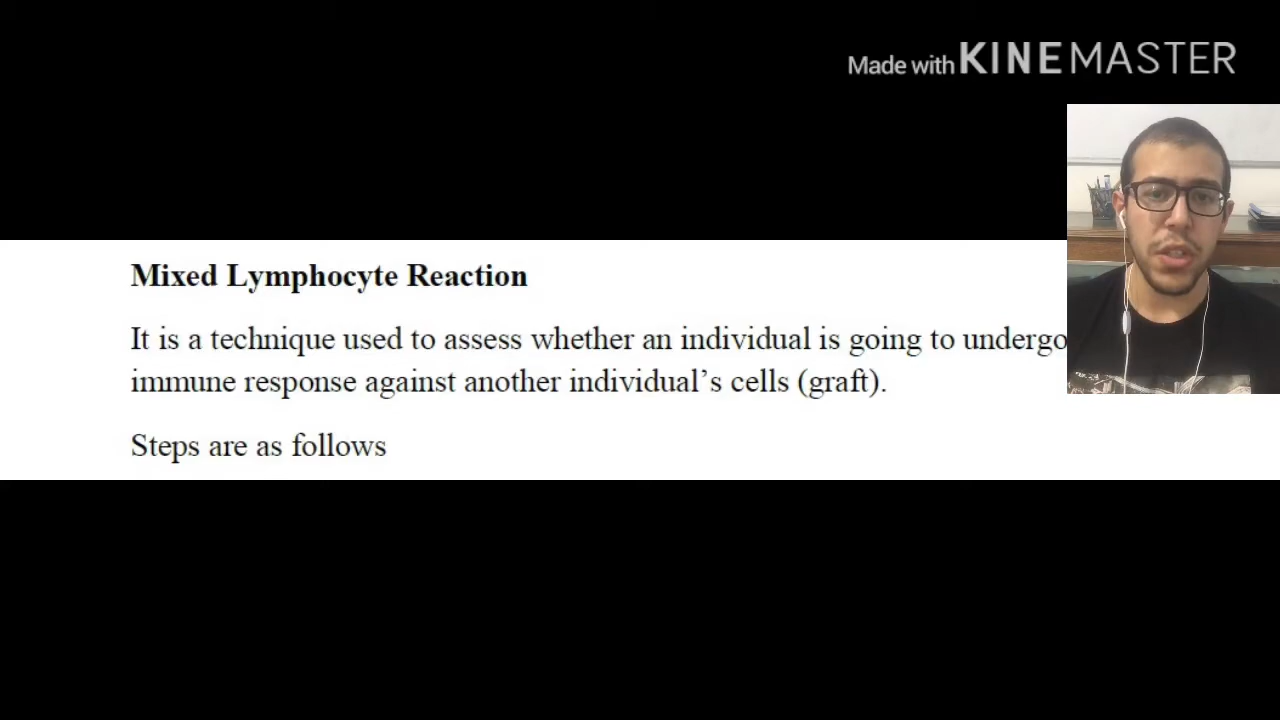 Made with KINEMASTER
Mixed Lymphocyte Reaction
It is a technique used to assess whether an individual is going to undergo
immune response against another individual's cells (graft).
Steps are as follows